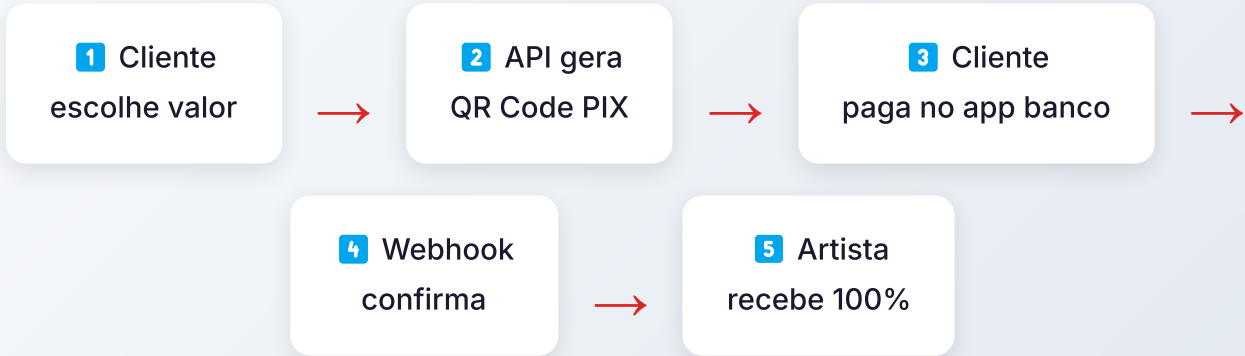 1️⃣ Cliente
escolhe valor
→
2️⃣ API gera
QR Code PIX
→
3️⃣ Cliente
paga no app banco
→
4️⃣ Webhook
confirma
→
5️⃣ Artista
recebe 100%